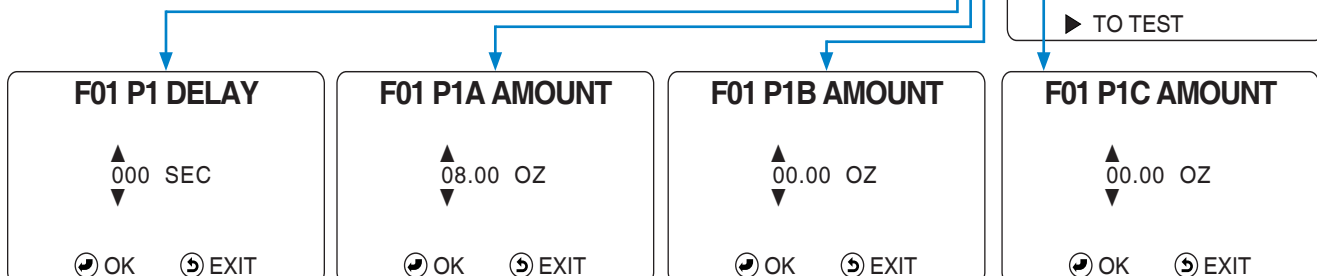 TO TEST
F01 P1 DELAY
000 SEC
OK EXIT
F01 P1A AMOUNT
08.00 OZ
OK EXIT
F01 P1B AMOUNT
00.00 OZ
OK EXIT
F01 P1C AMOUNT
00.00 OZ
OK EXIT